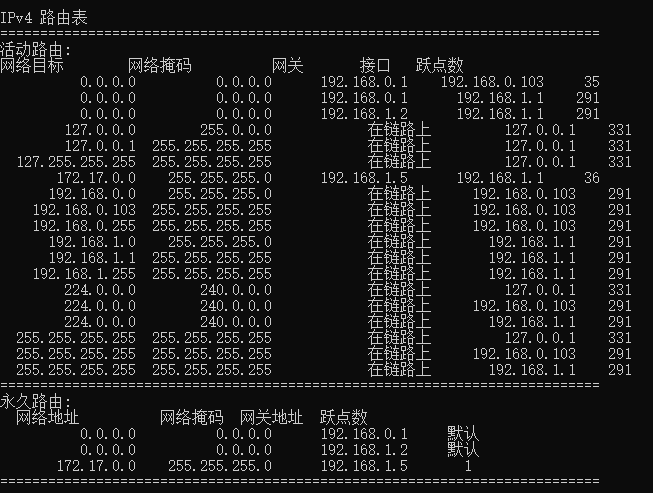 IPv4 路由表
===========================================================================
活动路由:
网络目标        网络掩码          网关       接口   跃点数
          0.0.0.0          0.0.0.0      192.168.0.1    192.168.0.103     35
          0.0.0.0          0.0.0.0      192.168.0.1      192.168.1.1    291
          0.0.0.0          0.0.0.0      192.168.1.2      192.168.1.1    291
        127.0.0.0        255.0.0.0            在链路上         127.0.0.1    331
        127.0.0.1  255.255.255.255            在链路上         127.0.0.1    331
  127.255.255.255  255.255.255.255            在链路上         127.0.0.1    331
       172.17.0.0    255.255.255.0      192.168.1.5      192.168.1.1     36
      192.168.0.0    255.255.255.0            在链路上     192.168.0.103    291
    192.168.0.103  255.255.255.255            在链路上     192.168.0.103    291
    192.168.0.255  255.255.255.255            在链路上     192.168.0.103    291
      192.168.1.0    255.255.255.0            在链路上       192.168.1.1    291
      192.168.1.1  255.255.255.255            在链路上       192.168.1.1    291
    192.168.1.255  255.255.255.255            在链路上       192.168.1.1    291
        224.0.0.0        240.0.0.0            在链路上         127.0.0.1    331
        224.0.0.0        240.0.0.0            在链路上     192.168.0.103    291
        224.0.0.0        240.0.0.0            在链路上       192.168.1.1    291
  255.255.255.255  255.255.255.255            在链路上         127.0.0.1    331
  255.255.255.255  255.255.255.255            在链路上     192.168.0.103    291
  255.255.255.255  255.255.255.255            在链路上       192.168.1.1    291
===========================================================================
永久路由:
  网络地址          网络掩码  网关地址  跃点数
          0.0.0.0          0.0.0.0      192.168.0.1     默认
          0.0.0.0          0.0.0.0      192.168.1.2     默认
       172.17.0.0    255.255.255.0      192.168.1.5       1
===========================================================================